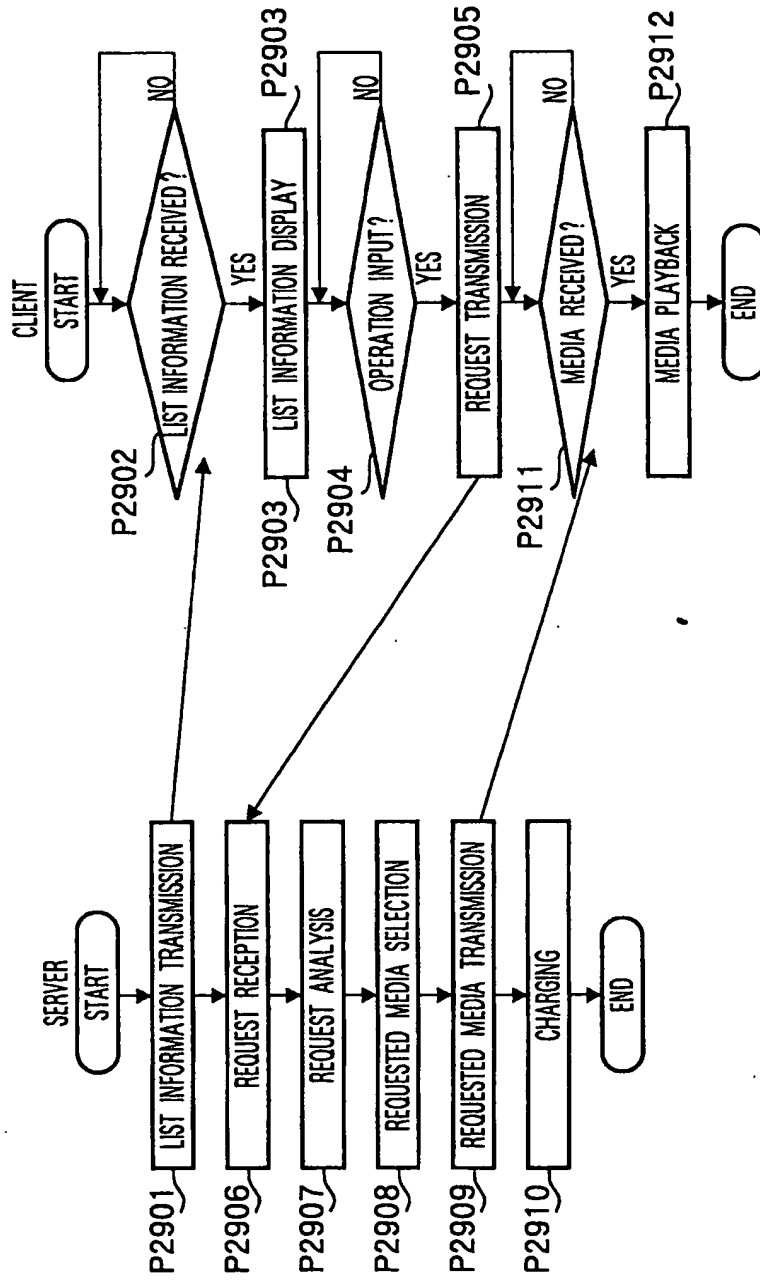 SERVER
START
P2901
LIST INFORMATION TRANSMISSION
P2906
REQUEST RECEPTION
P2907
REQUEST ANALYSIS
P2908
REQUESTED MEDIA SELECTION
P2909
REQUESTED MEDIA TRANSMISSION
P2910
CHARGING
END
CLIENT
START
P2902
LIST INFORMATION RECEIVED?
NO
YES
P2903
LIST INFORMATION DISPLAY
P2903
P2904
OPERATION INPUT?
NO
YES
REQUEST TRANSMISSION
P2905
P2911
MEDIA RECEIVED?
NO
YES
MEDIA PLAYBACK
P2912
END